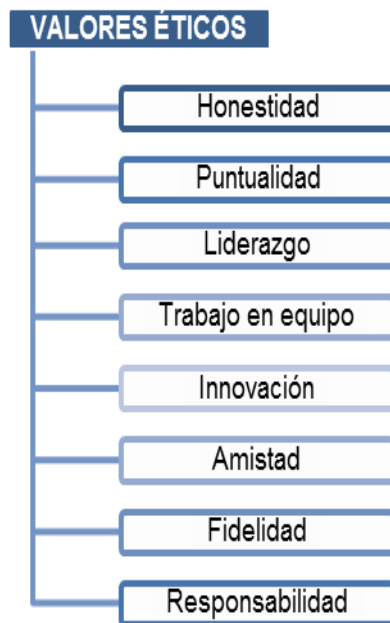 VALORES ÉTICOS
Honestidad
Puntualidad
Liderazgo
Trabajo en equipo
Innovación
Amistad
Fidelidad
Responsabilidad